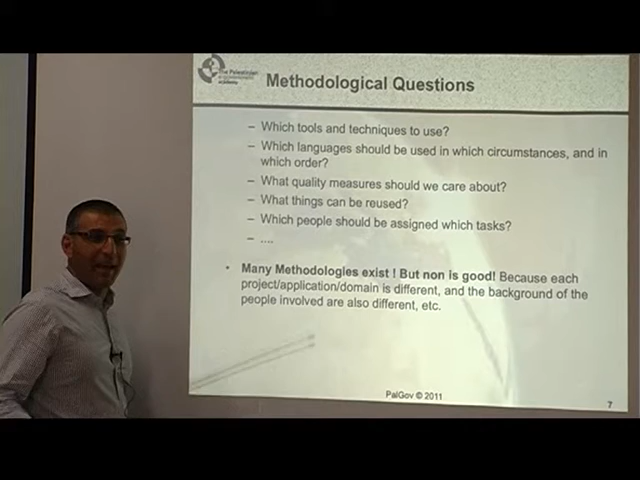 The Palestinian
Methodological Questions
– Which tools and techniques to use?
– Which languages should be used in which circumstances, and in
which order?
– What quality measures should we care about?
– What things can be reused?
– Which people should be assigned which tasks?
– ....
• Many Methodologies exist ! But non is good! Because each
project/application/domain is different, and the background of the
people involved are also different, etc.
PalGov © 2011
7